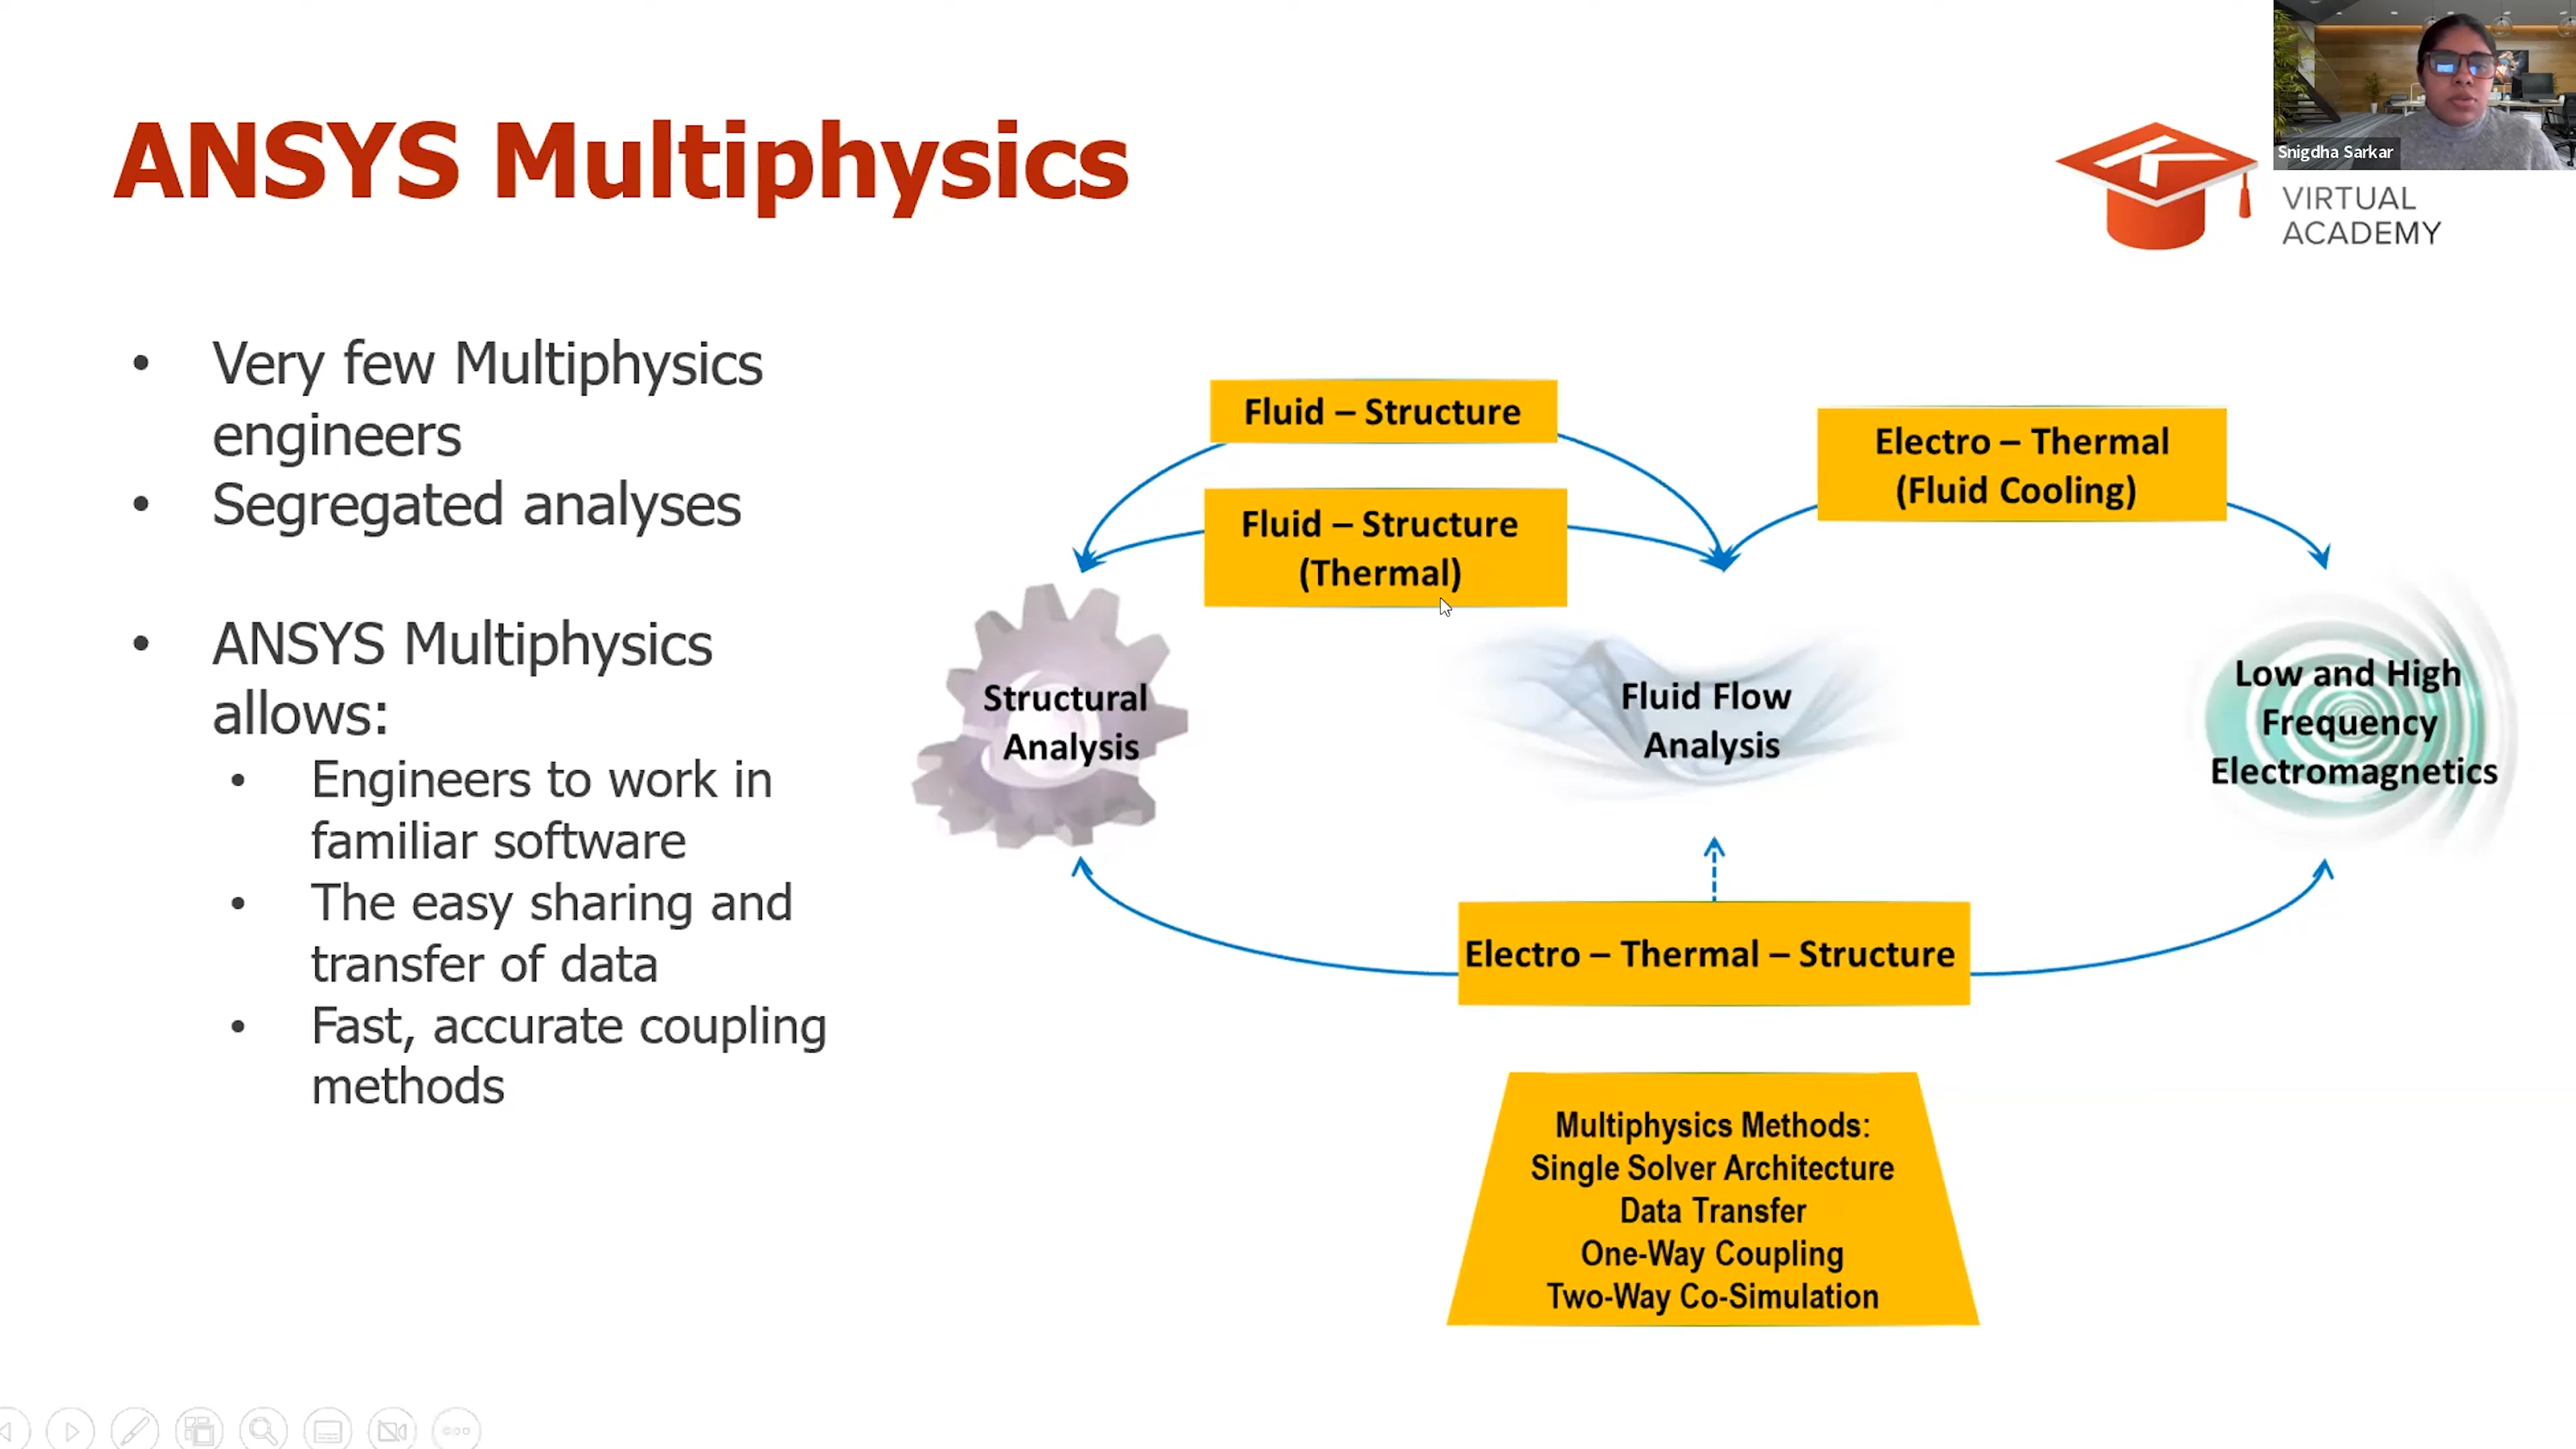 Snigdha Sarkar
ANSYS Multiphysics
VIRTUAL
ACADEMY
• Very few Multiphysics
engineers
• Segregated analyses
• ANSYS Multiphysics
allows:
• Engineers to work in
familiar software
• The easy sharing and
transfer of data
• Fast, accurate coupling
methods
Fluid – Structure
Fluid – Structure
(Thermal)
Electro – Thermal
(Fluid Cooling)
Structural
Analysis
Fluid Flow
Analysis
Low and High
Frequency
Electromagnetics
Electro – Thermal – Structure
Multiphysics Methods:
Single Solver Architecture
Data Transfer
One-Way Coupling
Two-Way Co-Simulation